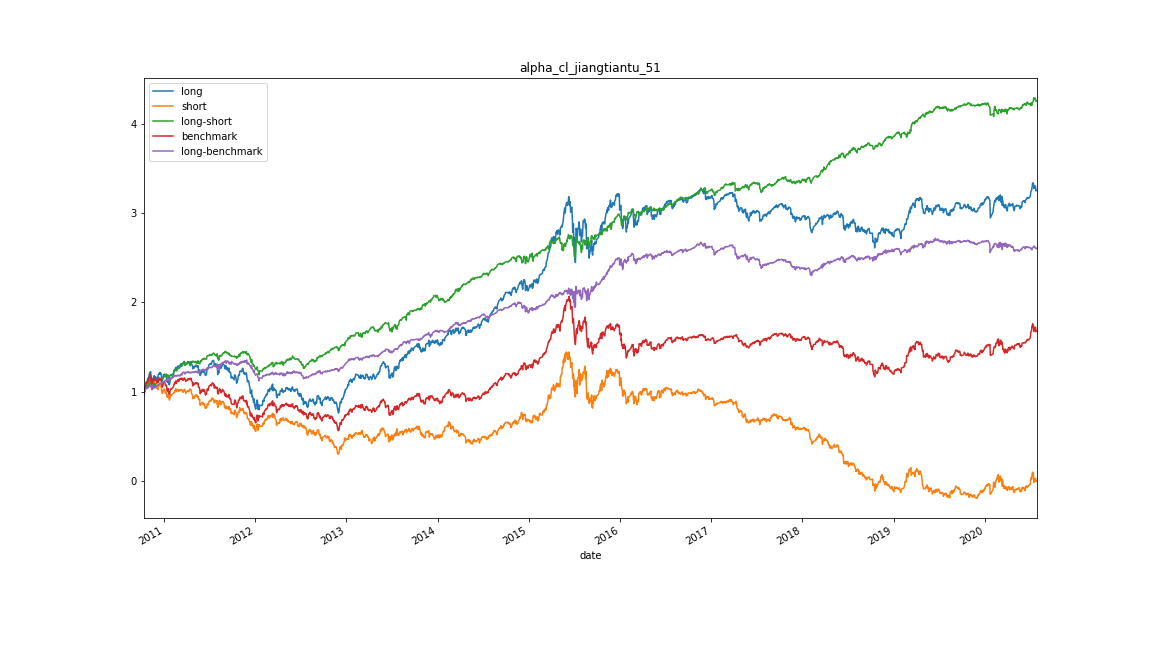 alpha_cl_jiangtiantu_51
long
short
long-short
benchmark
long-benchmark
4
3
2
1
0
2011 2012 2013 2014 2015 2016 2017 2018 2019 2020
date